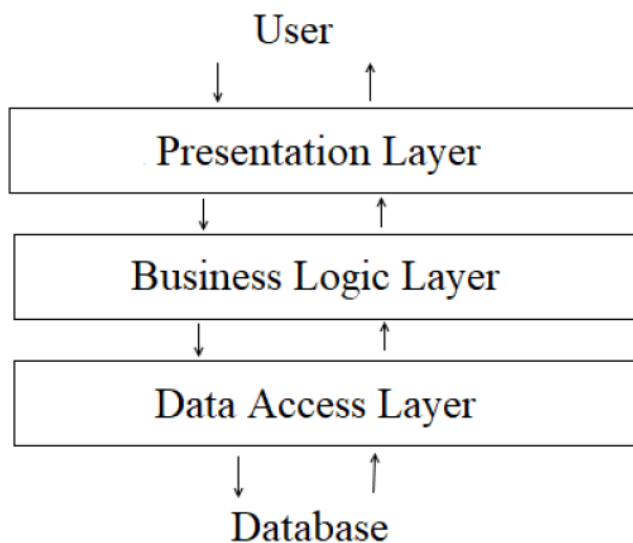 User
Presentation Layer
Business Logic Layer
Data Access Layer
Database